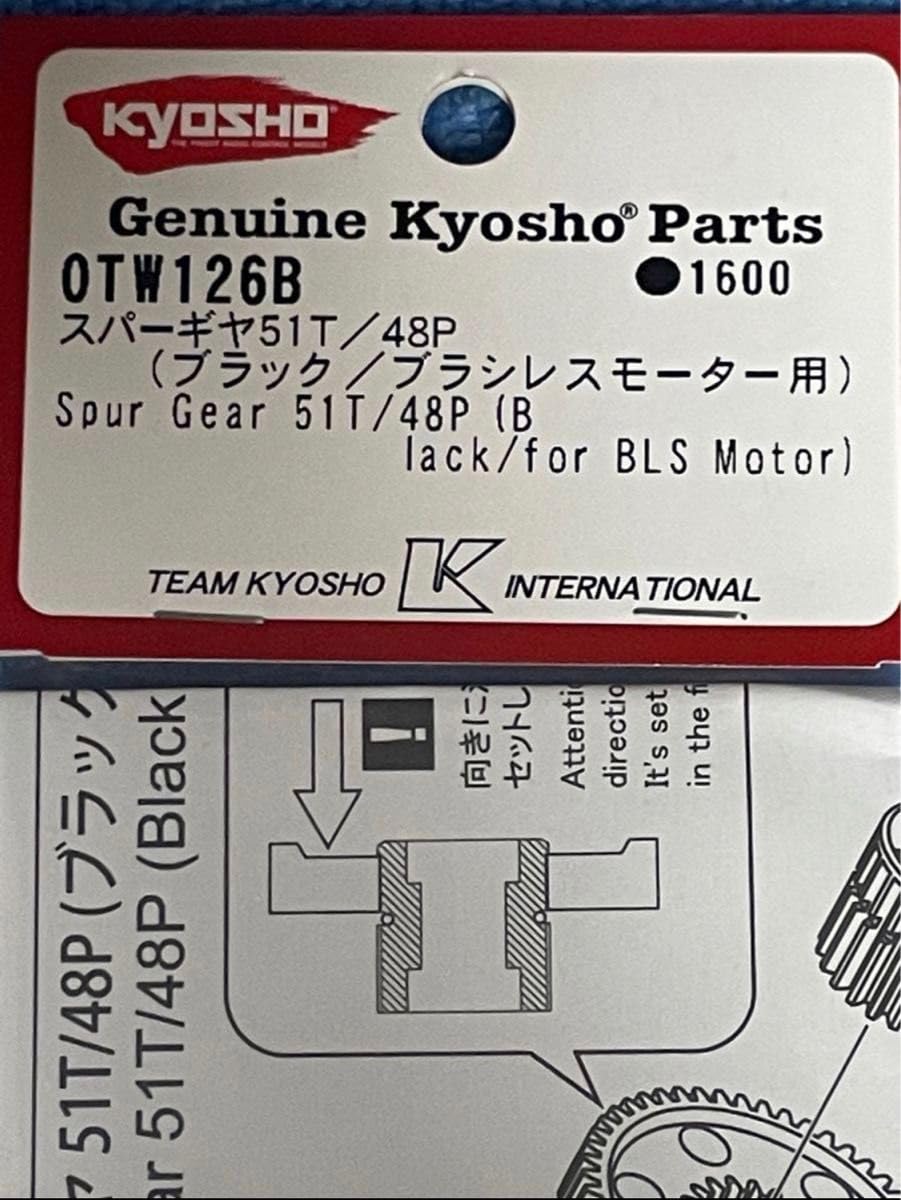 KYOSHO
Genuine Kyosho® Parts
OTW126B ●1600
スパーギヤ51T/48P
(ブラック/ブラシレスモーター用)
Spur Gear 51T/48P (B
lack/for BLS Motor)
TEAM KYOSHO K INTERNATIONAL
51T/48P (ブラック
ar 51T/48P (Black
!
向きに
セットし
Attenti
directio
It's set
in the f